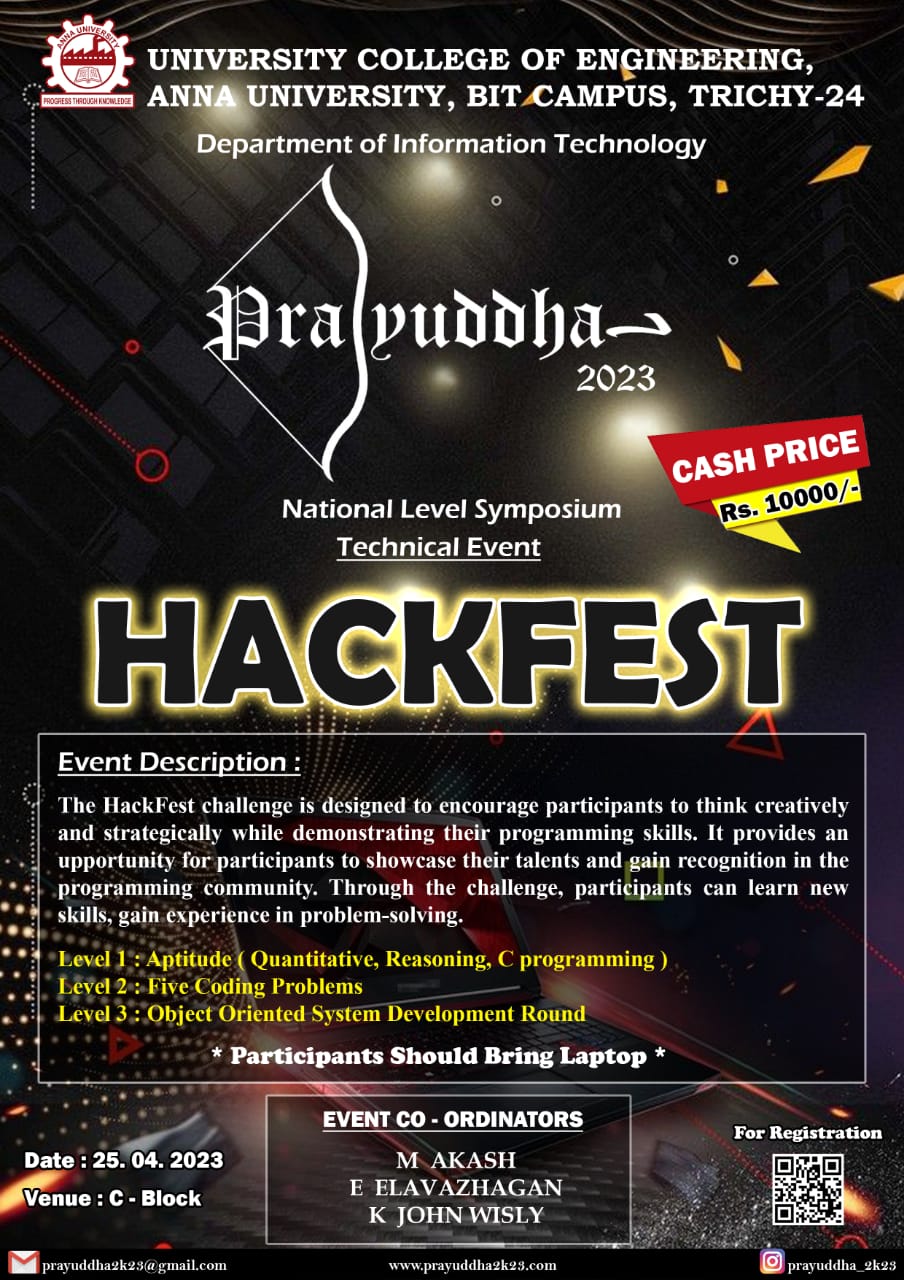 ANNA UNIVERSITY
PROGRESS THROUGH KNOWLEDGE
UNIVERSITY COLLEGE OF ENGINEERING,
ANNA UNIVERSITY, BIT CAMPUS, TRICHY-24
Department of Information Technology
Prayuddha
2023
CASH PRICE
Rs. 10000/-
National Level Symposium
Technical Event
HACKFEST
Event Description :
The HackFest challenge is designed to encourage participants to think creatively
and strategically while demonstrating their programming skills. It provides an
upportunity for participants to showcase their talents and gain recognition in the
programming community. Through the challenge, participants can learn new
skills, gain experience in problem-solving.
Level 1 : Aptitude ( Quantitative, Reasoning, C programming )
Level 2 : Five Coding Problems
Level 3 : Object Oriented System Development Round
* Participants Should Bring Laptop *
EVENT CO - ORDINATORS
M AKASH
E ELAVAZHAGAN
K JOHN WISLY
Date : 25. 04. 2023
Venue : C - Block
For Registration
prayuddha2k23@gmail.com
www.prayuddha2k23.com
prayuddha_2k23